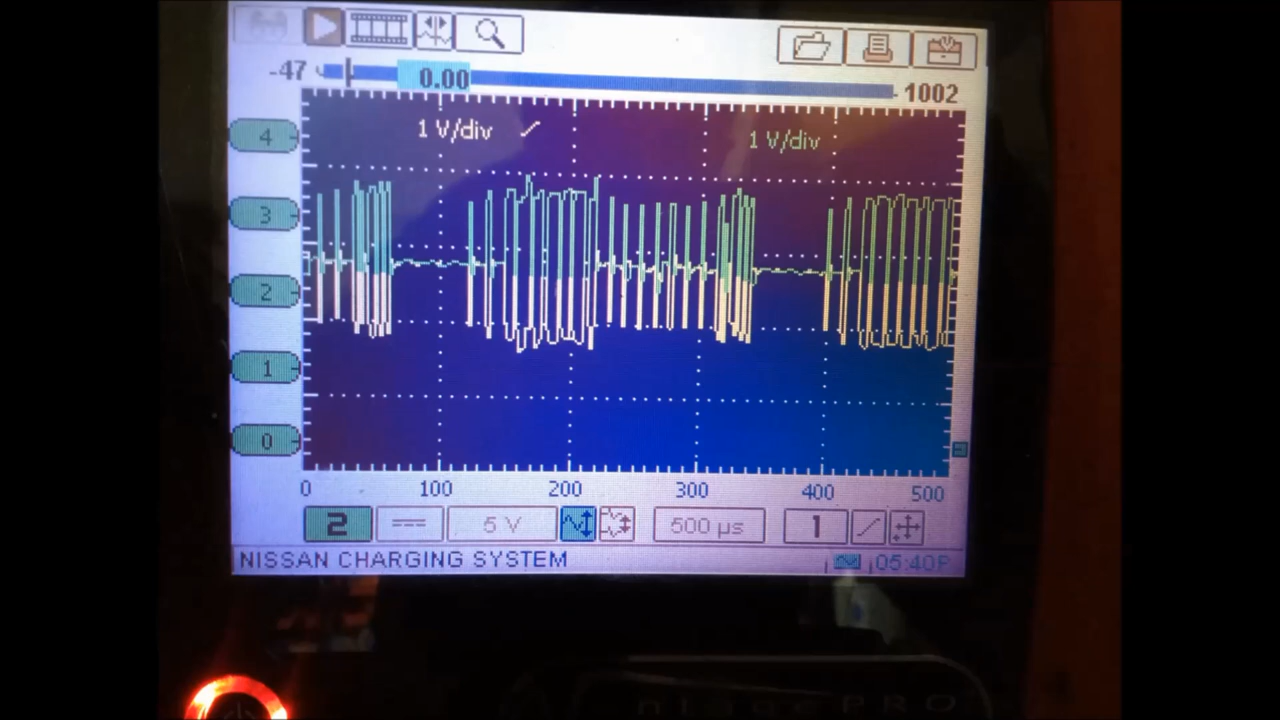 -47 0.00 1002
1 V/div 1 V/div
4
3
2
1
0
0 100 200 300 400 500
2 5 V 500 µs 1
NISSAN CHARGING SYSTEM 05:40P
PRO